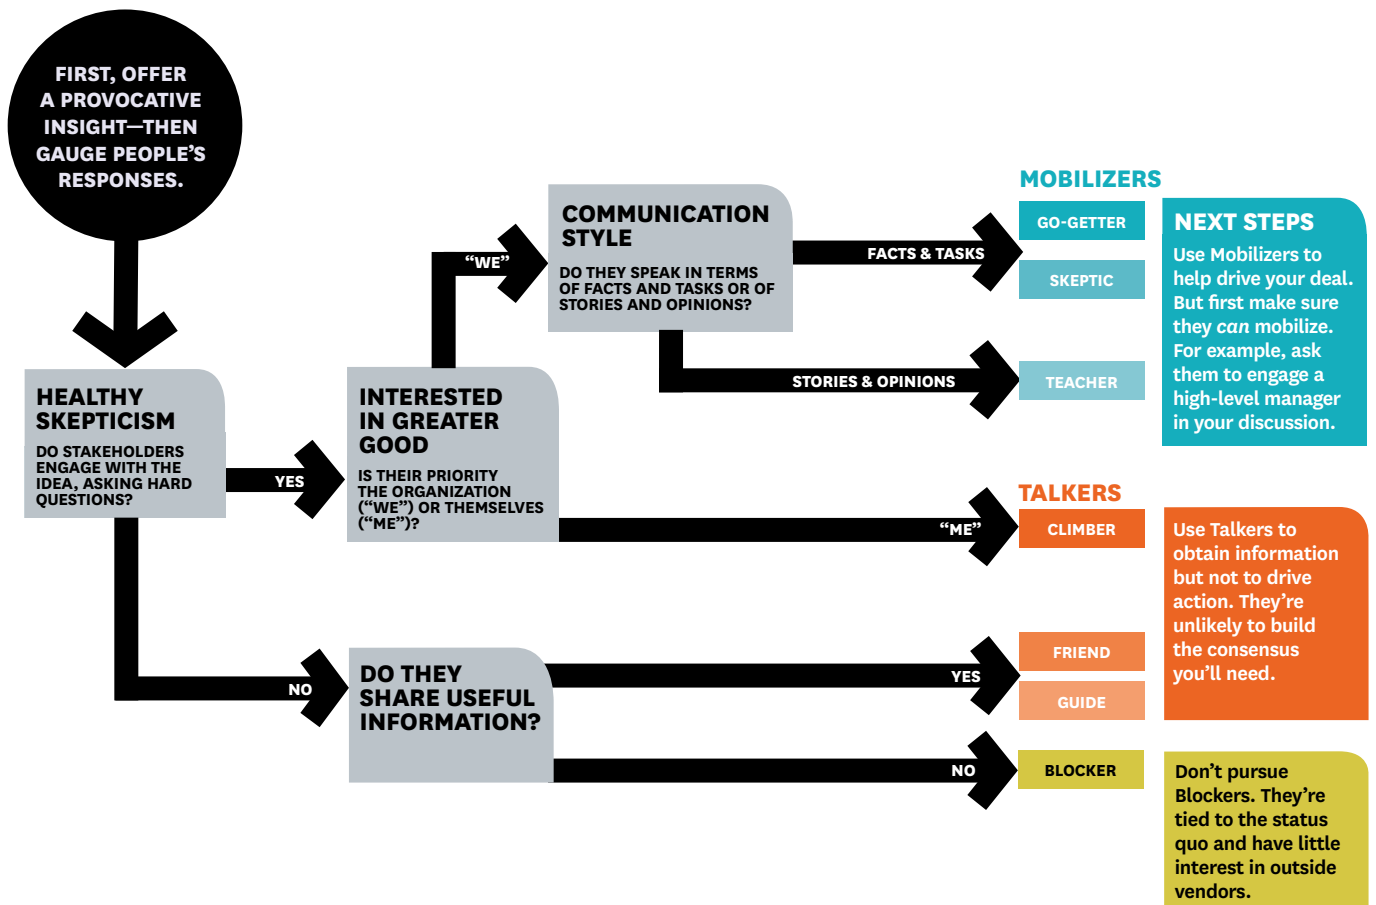 FIRST, OFFER
A PROVOCATIVE
INSIGHT—THEN
GAUGE PEOPLE’S
RESPONSES.
HEALTHY
SKEPTICISM
DO STAKEHOLDERS
ENGAGE WITH THE
IDEA, ASKING HARD
QUESTIONS?
YES
NO
INTERESTED
IN GREATER
GOOD
IS THEIR PRIORITY
THE ORGANIZATION
(“WE”) OR THEMSELVES
(“ME”)?
“WE”
“ME”
COMMUNICATION
STYLE
DO THEY SPEAK IN TERMS
OF FACTS AND TASKS OR OF
STORIES AND OPINIONS?
FACTS & TASKS
STORIES & OPINIONS
DO THEY
SHARE USEFUL
INFORMATION?
YES
NO
MOBILIZERS
GO-GETTER
SKEPTIC
TEACHER
NEXT STEPS
Use Mobilizers to
help drive your deal.
But first make sure
they can mobilize.
For example, ask
them to engage a
high-level manager
in your discussion.
TALKERS
CLIMBER
FRIEND
GUIDE
Use Talkers to
obtain information
but not to drive
action. They’re
unlikely to build
the consensus
you’ll need.
BLOCKER
Don’t pursue
Blockers. They’re
tied to the status
quo and have little
interest in outside
vendors.